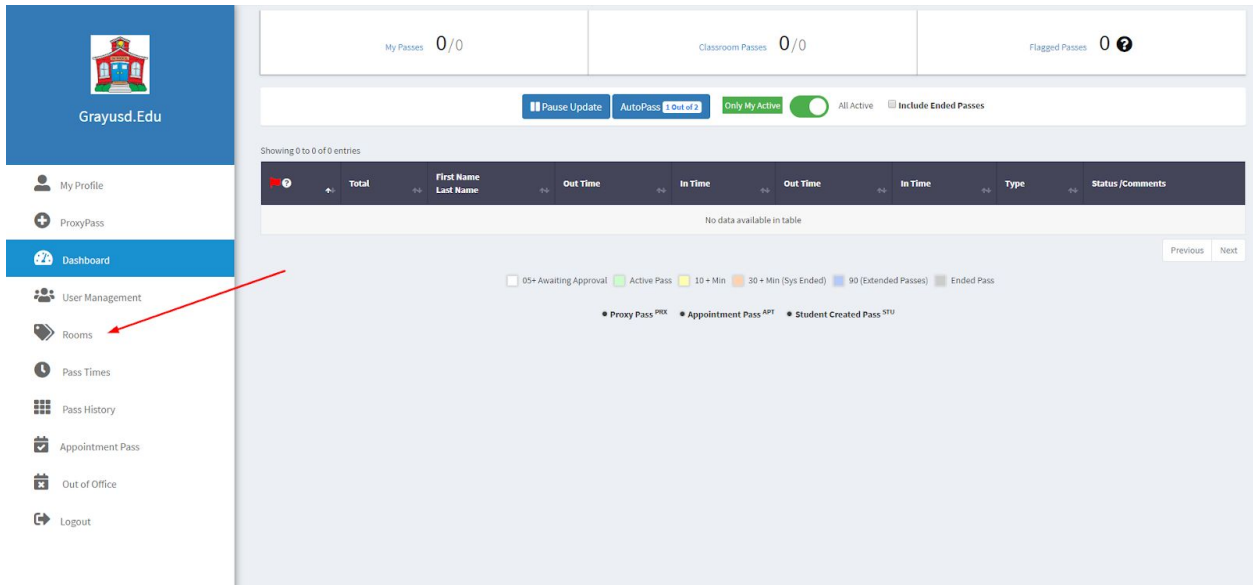 Grayusd.Edu
My Profile
ProxyPass
Dashboard
User Management
Rooms
Pass Times
Pass History
Appointment Pass
Out of Office
Logout
My Passes 0/0
Classroom Passes 0/0
Flagged Passes 0 ?
Pause Update AutoPass 1 Out of 2 Only My Active All Active Include Ended Passes
Showing 0 to 0 of 0 entries
? Total First Name Out Time In Time Out Time In Time Type Status /Comments
Last Name
No data available in table
Previous Next
05+ Awaiting Approval Active Pass 10 + Min 30 + Min (Sys Ended) 90 (Extended Passes) Ended Pass
● Proxy Pass PRX ● Appointment Pass APT ● Student Created Pass STU